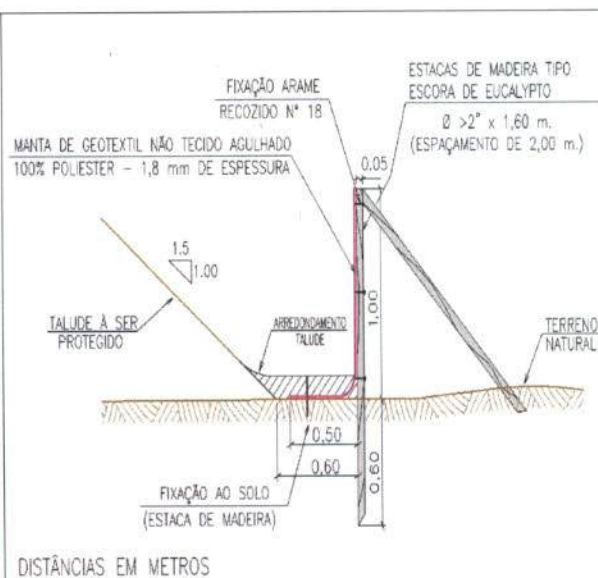 FIXAÇÃO ARAME
RECOZIDO N° 18
ESTACAS DE MADEIRA TIPO
ESCORA DE EUCALYPTO
Ø >2" x 1,60 m.
(ESPAÇAMENTO DE 2,00 m.)
MANTA DE GEOTEXTIL NÃO TECIDO AGULHADO
100% POLIESTER - 1,8 mm DE ESPESSURA
0.05
1.5
1.00
TALUDE À SER
PROTEGIDO
ARREDONDAMENTO
TALUDE
1,00
TERRENO
NATURAL
0,50
0,60
0,60
FIXAÇÃO AO SOLO
(ESTACA DE MADEIRA)
DISTÂNCIAS EM METROS